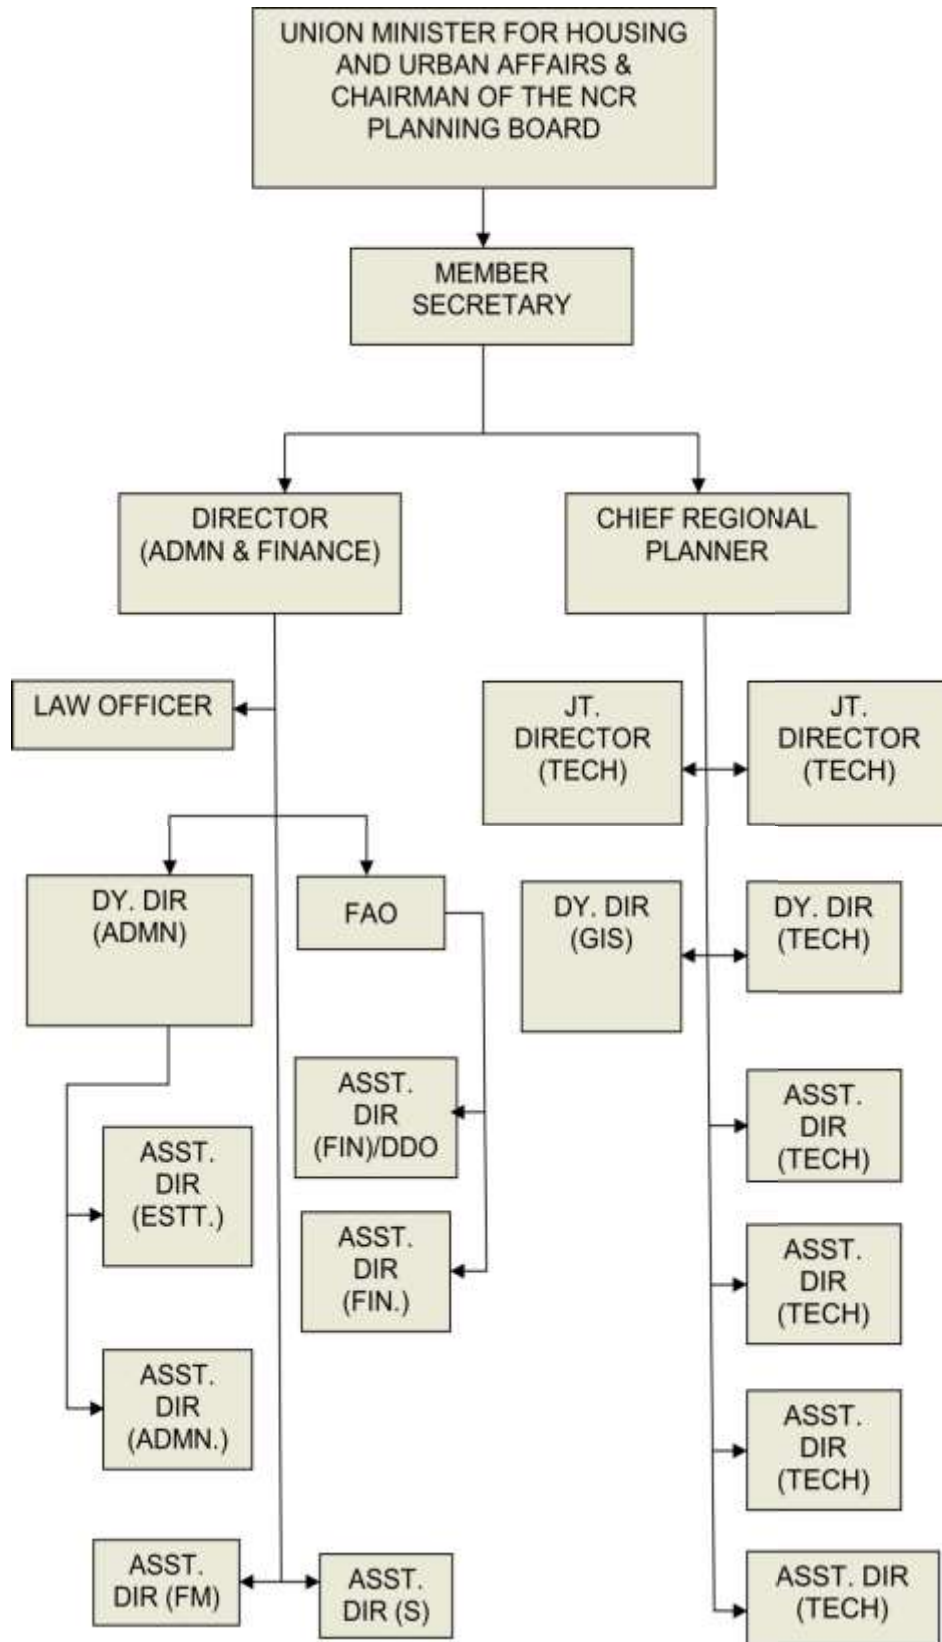 UNION MINISTER FOR HOUSING
AND URBAN AFFAIRS &
CHAIRMAN OF THE NCR
PLANNING BOARD
MEMBER
SECRETARY
DIRECTOR
(ADMN & FINANCE)
CHIEF REGIONAL
PLANNER
LAW OFFICER
JT.
DIRECTOR
(TECH)
JT.
DIRECTOR
(TECH)
DY. DIR
(ADMN)
FAO
DY. DIR
(GIS)
DY. DIR
(TECH)
ASST.
DIR
(FIN)/DDO
ASST.
DIR
(TECH)
ASST.
DIR
(ESTT.)
ASST.
DIR
(FIN.)
ASST.
DIR
(TECH)
ASST.
DIR
(ADMN.)
ASST.
DIR
(TECH)
ASST.
DIR (FM)
ASST.
DIR (S)
ASST. DIR
(TECH)